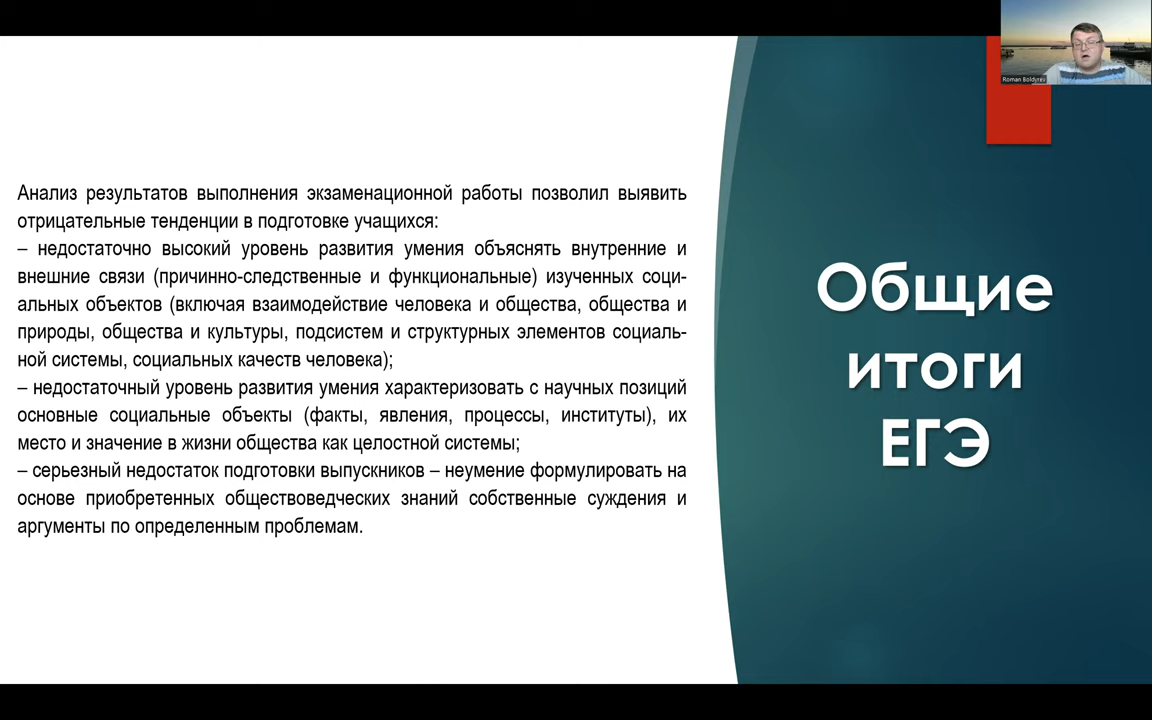 Roman Boldyrev
Анализ результатов выполнения экзаменационной работы позволил выявить
отрицательные тенденции в подготовке учащихся:
– недостаточно высокий уровень развития умения объяснять внутренние и
внешние связи (причинно-следственные и функциональные) изученных соци-
альных объектов (включая взаимодействие человека и общества, общества и
природы, общества и культуры, подсистем и структурных элементов социаль-
ной системы, социальных качеств человека);
– недостаточный уровень развития умения характеризовать с научных позиций
основные социальные объекты (факты, явления, процессы, институты), их
место и значение в жизни общества как целостной системы;
– серьезный недостаток подготовки выпускников – неумение формулировать на
основе приобретенных обществоведческих знаний собственные суждения и
аргументы по определенным проблемам.
Общие
итоги
ЕГЭ